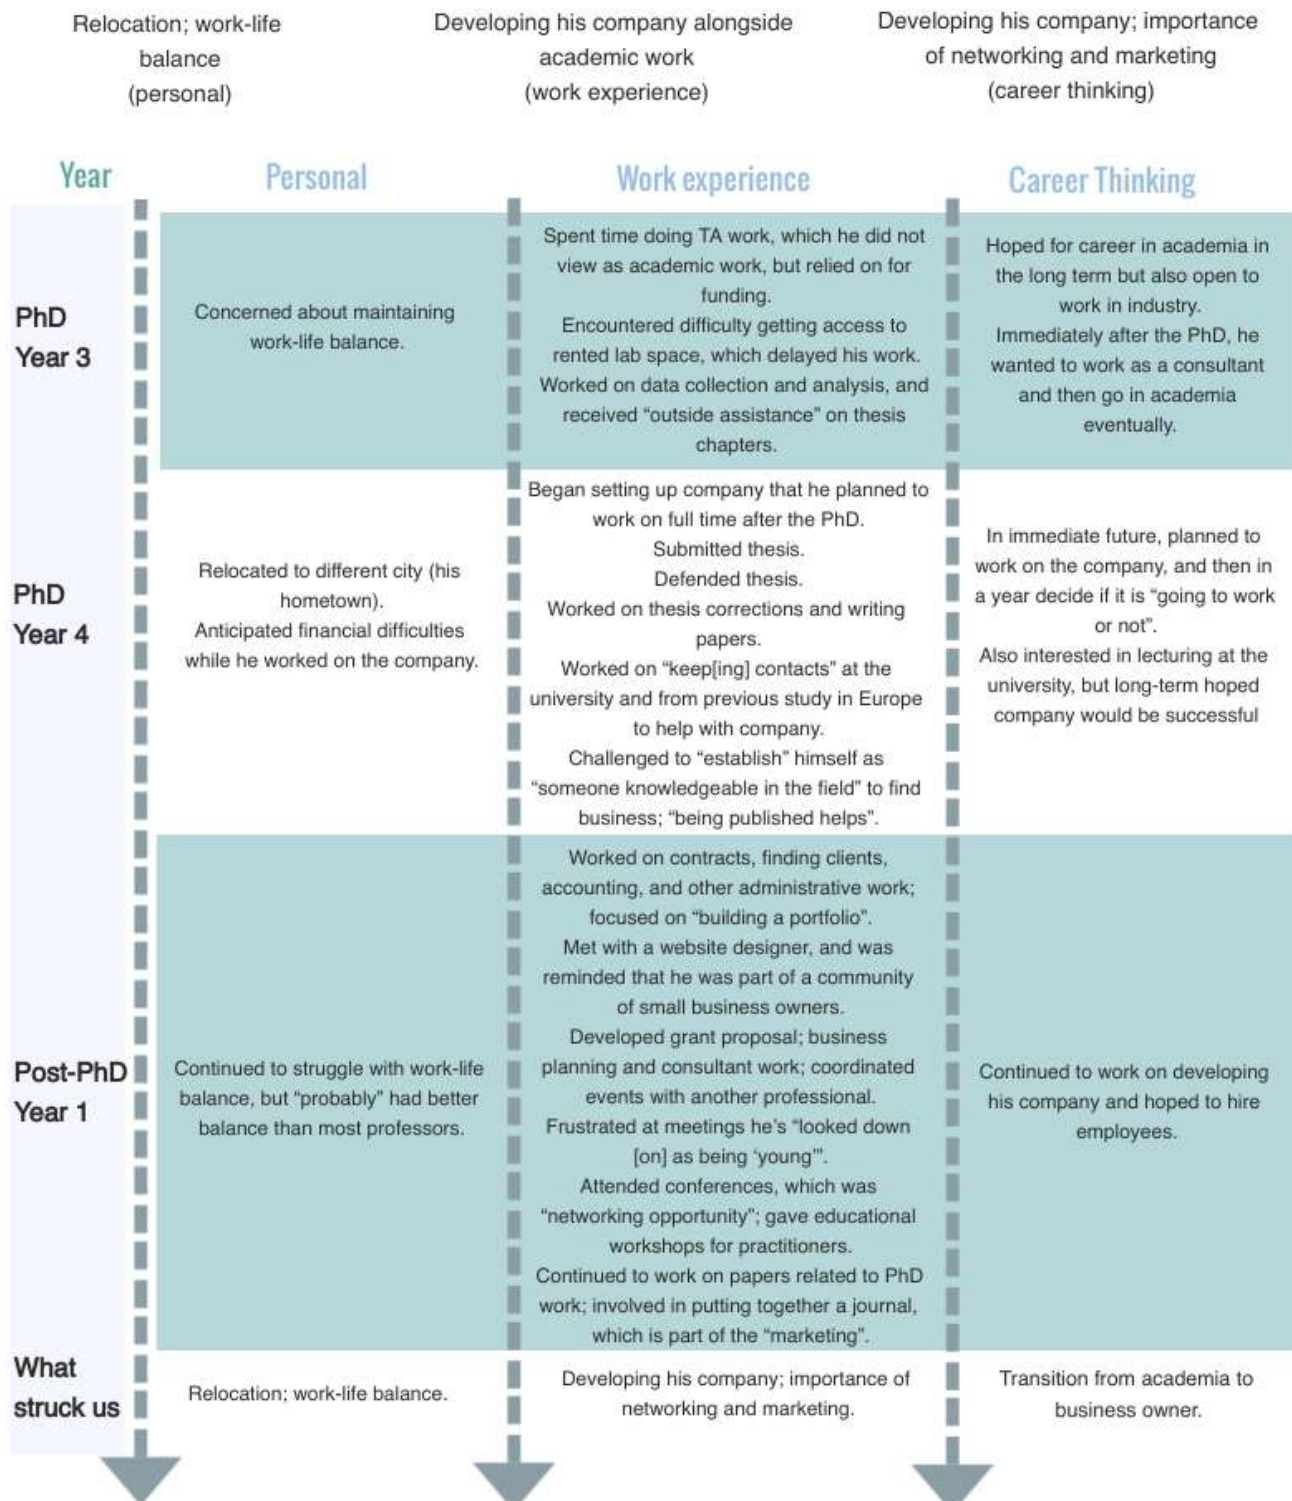 Relocation; work-life
balance
(personal)
Developing his company alongside
academic work
(work experience)
Developing his company; importance
of networking and marketing
(career thinking)
Year
Personal
Work experience
Career Thinking
PhD
Year 3
Concerned about maintaining
work-life balance.
Spent time doing TA work, which he did not
view as academic work, but relied on for
funding.
Encountered difficulty getting access to
rented lab space, which delayed his work.
Worked on data collection and analysis, and
received “outside assistance” on thesis
chapters.
Hoped for career in academia in
the long term but also open to
work in industry.
Immediately after the PhD, he
wanted to work as a consultant
and then go in academia
eventually.
PhD
Year 4
Relocated to different city (his
hometown).
Anticipated financial difficulties
while he worked on the company.
Began setting up company that he planned to
work on full time after the PhD.
Submitted thesis.
Defended thesis.
Worked on thesis corrections and writing
papers.
Worked on “keep[ing] contacts” at the
university and from previous study in Europe
to help with company.
Challenged to “establish” himself as
“someone knowledgeable in the field” to find
business; “being published helps”.
In immediate future, planned to
work on the company, and then in
a year decide if it is “going to work
or not”.
Also interested in lecturing at the
university, but long-term hoped
company would be successful
Post-PhD
Year 1
Continued to struggle with work-life
balance, but “probably” had better
balance than most professors.
Worked on contracts, finding clients,
accounting, and other administrative work;
focused on “building a portfolio”.
Met with a website designer, and was
reminded that he was part of a community
of small business owners.
Developed grant proposal; business
planning and consultant work; coordinated
events with another professional.
Frustrated at meetings he’s “looked down
[on] as being ‘young’”.
Attended conferences, which was
“networking opportunity”; gave educational
workshops for practitioners.
Continued to work on papers related to PhD
work; involved in putting together a journal,
which is part of the “marketing”.
Continued to work on developing
his company and hoped to hire
employees.
What
struck us
Relocation; work-life balance.
Developing his company; importance of
networking and marketing.
Transition from academia to
business owner.